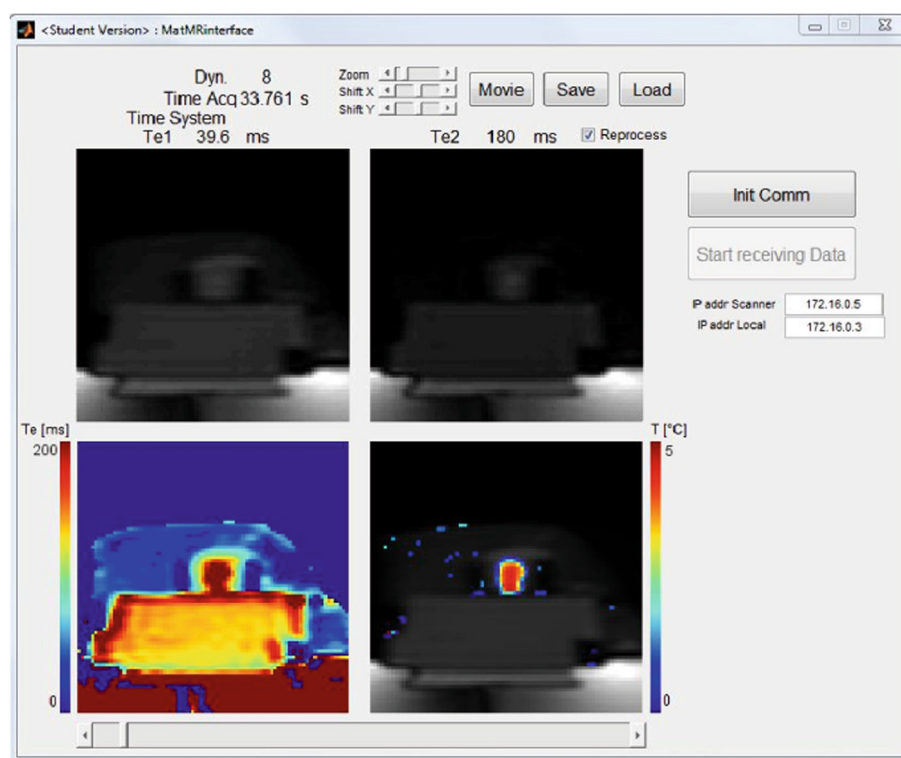 <Student Version> : MatMRinterface
Dyn. 8
Time Acq 33.761 s
Time System
Te1 39.6 ms
Zoom
Shift X
Shift Y
Movie
Save
Load
Te2 180 ms
Reprocess
Init Comm
Start receiving Data
IP addr Scanner 172.16.0.5
IP addr Local 172.16.0.3
Te [ms]
200
0
T [°C]
5
0